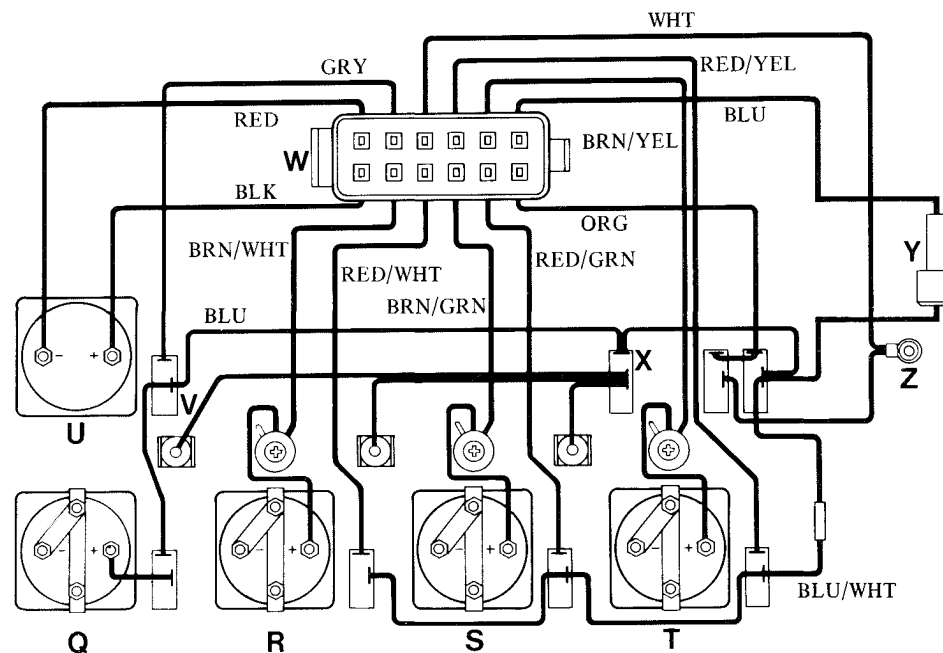 WHT
GRY
RED/YEL
RED
BLU
W
BRN/YEL
BLK
ORG
BRN/WHT
RED/WHT
RED/GRN
Y
BRN/GRN
BLU
X
Z
V
U
- +
- +
- +
- +
- +
BLU/WHT
Q
R
S
T